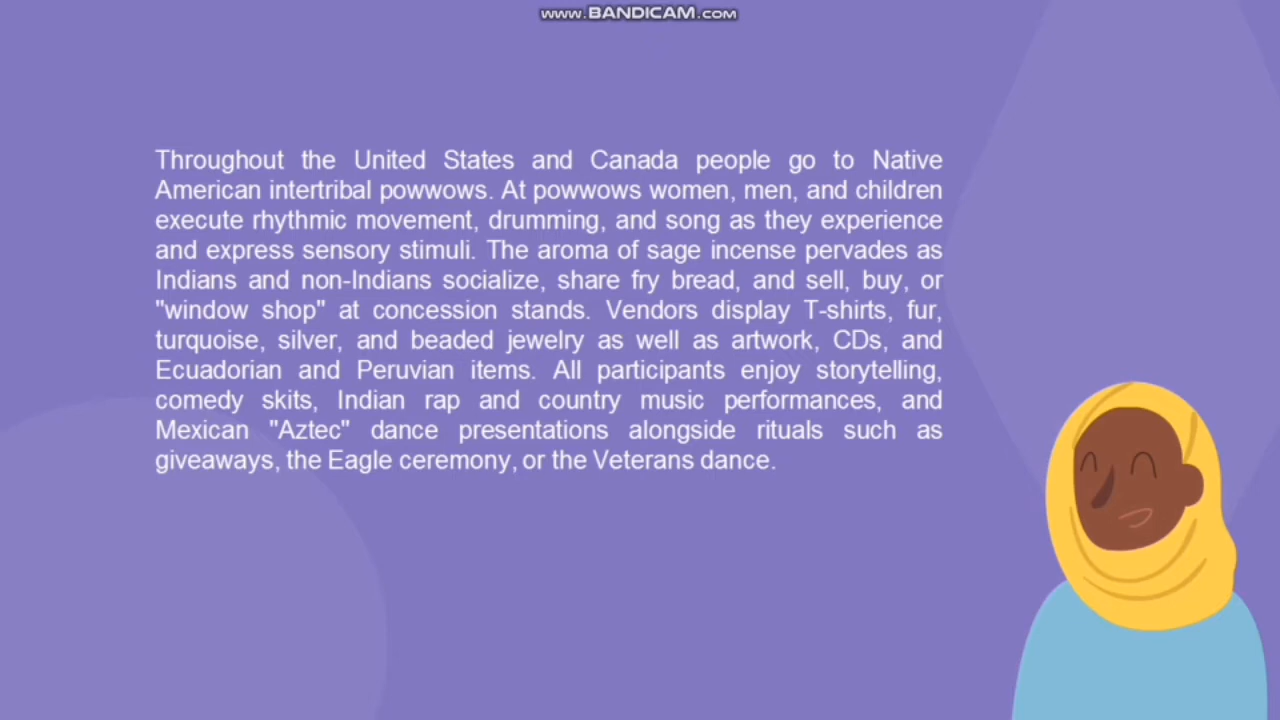 www.BANDICAM.com
Throughout the United States and Canada people go to Native
American intertribal powwows. At powwows women, men, and children
execute rhythmic movement, drumming, and song as they experience
and express sensory stimuli. The aroma of sage incense pervades as
Indians and non-Indians socialize, share fry bread, and sell, buy, or
"window shop" at concession stands. Vendors display T-shirts, fur,
turquoise, silver, and beaded jewelry as well as artwork, CDs, and
Ecuadorian and Peruvian items. All participants enjoy storytelling,
comedy skits, Indian rap and country music performances, and
Mexican "Aztec" dance presentations alongside rituals such as
giveaways, the Eagle ceremony, or the Veterans dance.